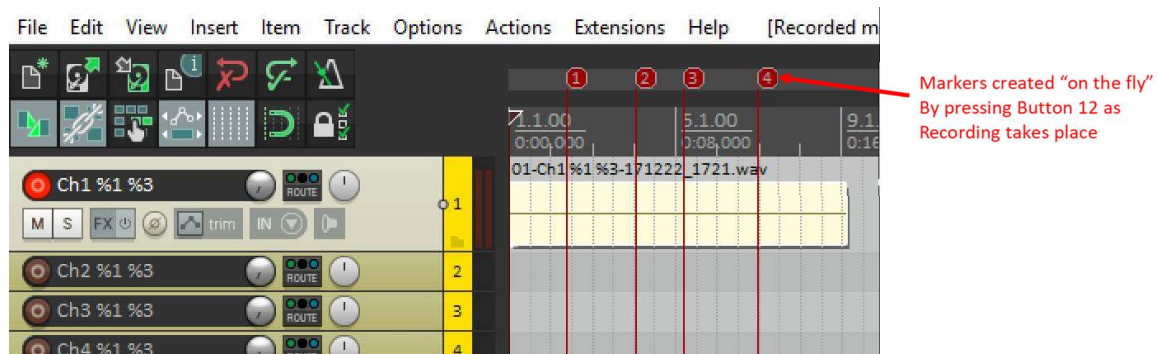 File Edit View Insert Item Track Options Actions Extensions Help [Recorded m
1 2 3 4
Markers created “on the fly”
By pressing Button 12 as
Recording takes place
1.1.00 5.1.00 9.1.
0:00.000 0:08.000 0:16
01-Ch1 %1 %3-171222_1721.wav
Ch1 %1 %3 ROUTE 1
M S FX trim IN
Ch2 %1 %3 ROUTE 2
Ch3 %1 %3 ROUTE 3
Ch4 %1 %3 ROUTE 4